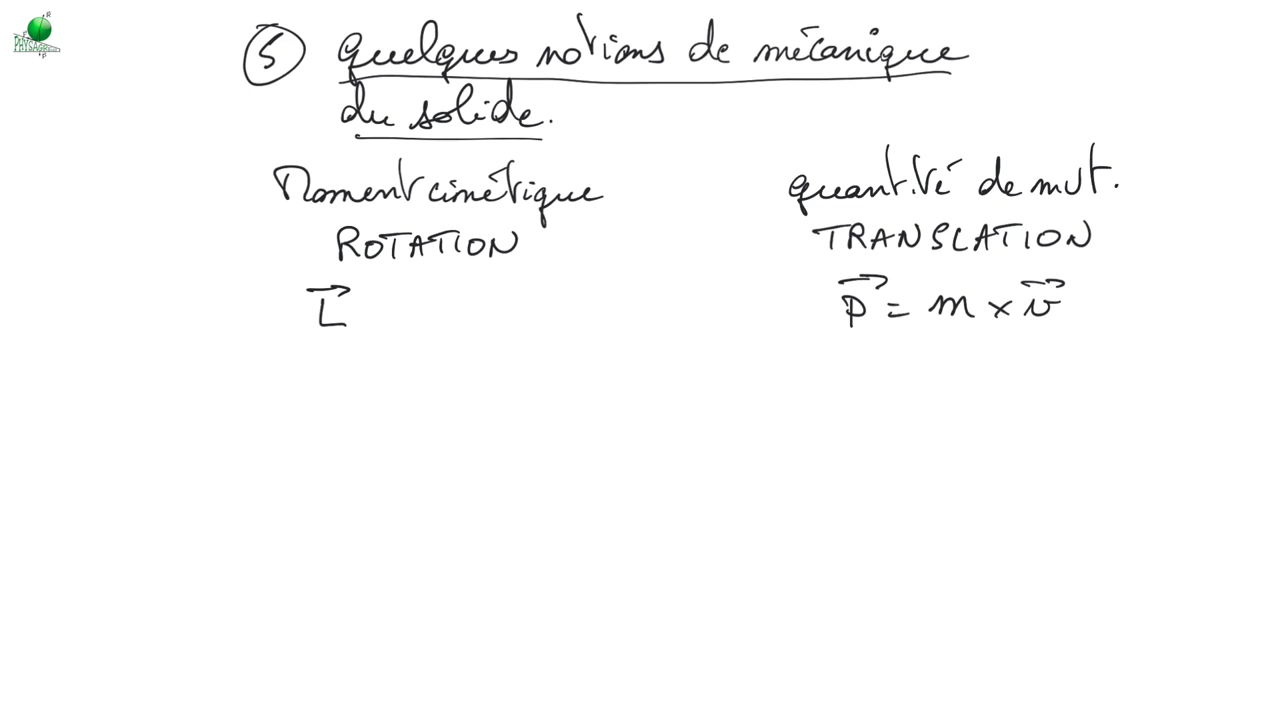 ⑤ Quelques notions de mécanique
du solide.
Moment cinétique
ROTATION
L⃗
quantité de mvt.
TRANSLATION
p⃗ = m × v⃗